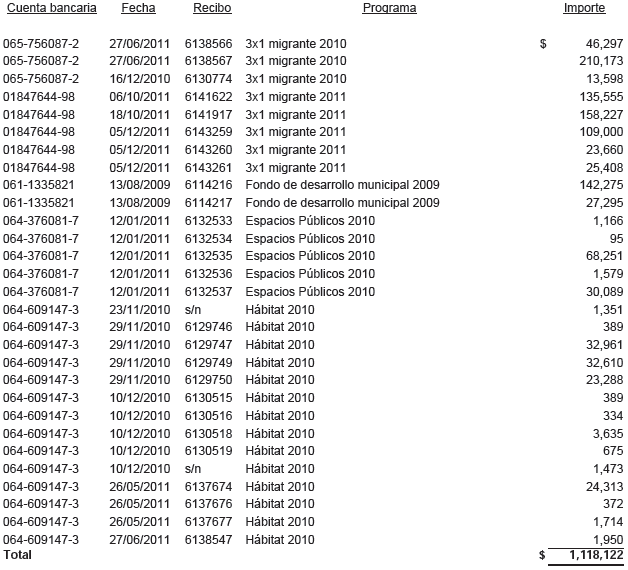 Cuenta bancaria Fecha Recibo Programa Importe
065-756087-2 27/06/2011 6138566 3x1 migrante 2010 $ 46,297
065-756087-2 27/06/2011 6138567 3x1 migrante 2010 210,173
065-756087-2 16/12/2010 6130774 3x1 migrante 2010 13,598
01847644-98 06/10/2011 6141622 3x1 migrante 2011 135,555
01847644-98 18/10/2011 6141917 3x1 migrante 2011 158,227
01847644-98 05/12/2011 6143259 3x1 migrante 2011 109,000
01847644-98 05/12/2011 6143260 3x1 migrante 2011 23,660
01847644-98 05/12/2011 6143261 3x1 migrante 2011 25,408
061-1335821 13/08/2009 6114216 Fondo de desarrollo municipal 2009 142,275
061-1335821 13/08/2009 6114217 Fondo de desarrollo municipal 2009 27,295
064-376081-7 12/01/2011 6132533 Espacios Públicos 2010 1,166
064-376081-7 12/01/2011 6132534 Espacios Públicos 2010 95
064-376081-7 12/01/2011 6132535 Espacios Públicos 2010 68,251
064-376081-7 12/01/2011 6132536 Espacios Públicos 2010 1,579
064-376081-7 12/01/2011 6132537 Espacios Públicos 2010 30,089
064-609147-3 23/11/2010 s/n Hábitat 2010 1,351
064-609147-3 29/11/2010 6129746 Hábitat 2010 389
064-609147-3 29/11/2010 6129747 Hábitat 2010 32,961
064-609147-3 29/11/2010 6129749 Hábitat 2010 32,610
064-609147-3 29/11/2010 6129750 Hábitat 2010 23,288
064-609147-3 10/12/2010 6130515 Hábitat 2010 389
064-609147-3 10/12/2010 6130516 Hábitat 2010 334
064-609147-3 10/12/2010 6130518 Hábitat 2010 3,635
064-609147-3 10/12/2010 6130519 Hábitat 2010 675
064-609147-3 10/12/2010 s/n Hábitat 2010 1,473
064-609147-3 26/05/2011 6137674 Hábitat 2010 24,313
064-609147-3 26/05/2011 6137676 Hábitat 2010 372
064-609147-3 26/05/2011 6137677 Hábitat 2010 1,714
064-609147-3 27/06/2011 6138547 Hábitat 2010 1,950
Total $ 1,118,122